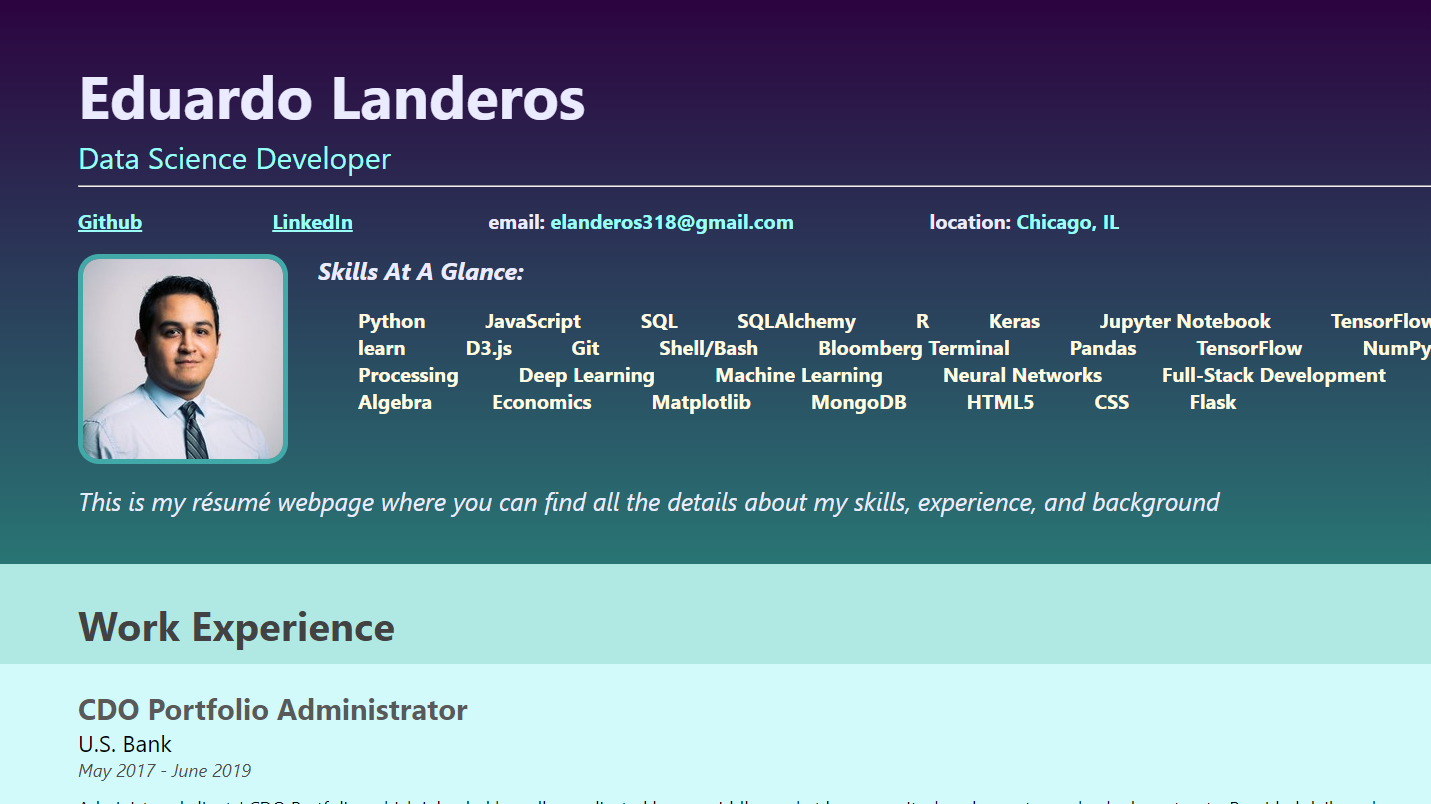 Eduardo Landeros
Data Science Developer
Github LinkedIn email: elanderos318@gmail.com location: Chicago, IL
Skills At A Glance:
Python JavaScript SQL SQLAlchemy R Keras Jupyter Notebook TensorFlow
learn D3.js Git Shell/Bash Bloomberg Terminal Pandas TensorFlow NumPy
Processing Deep Learning Machine Learning Neural Networks Full-Stack Development
Algebra Economics Matplotlib MongoDB HTML5 CSS Flask
This is my résumé webpage where you can find all the details about my skills, experience, and background
Work Experience
CDO Portfolio Administrator
U.S. Bank
May 2017 - June 2019